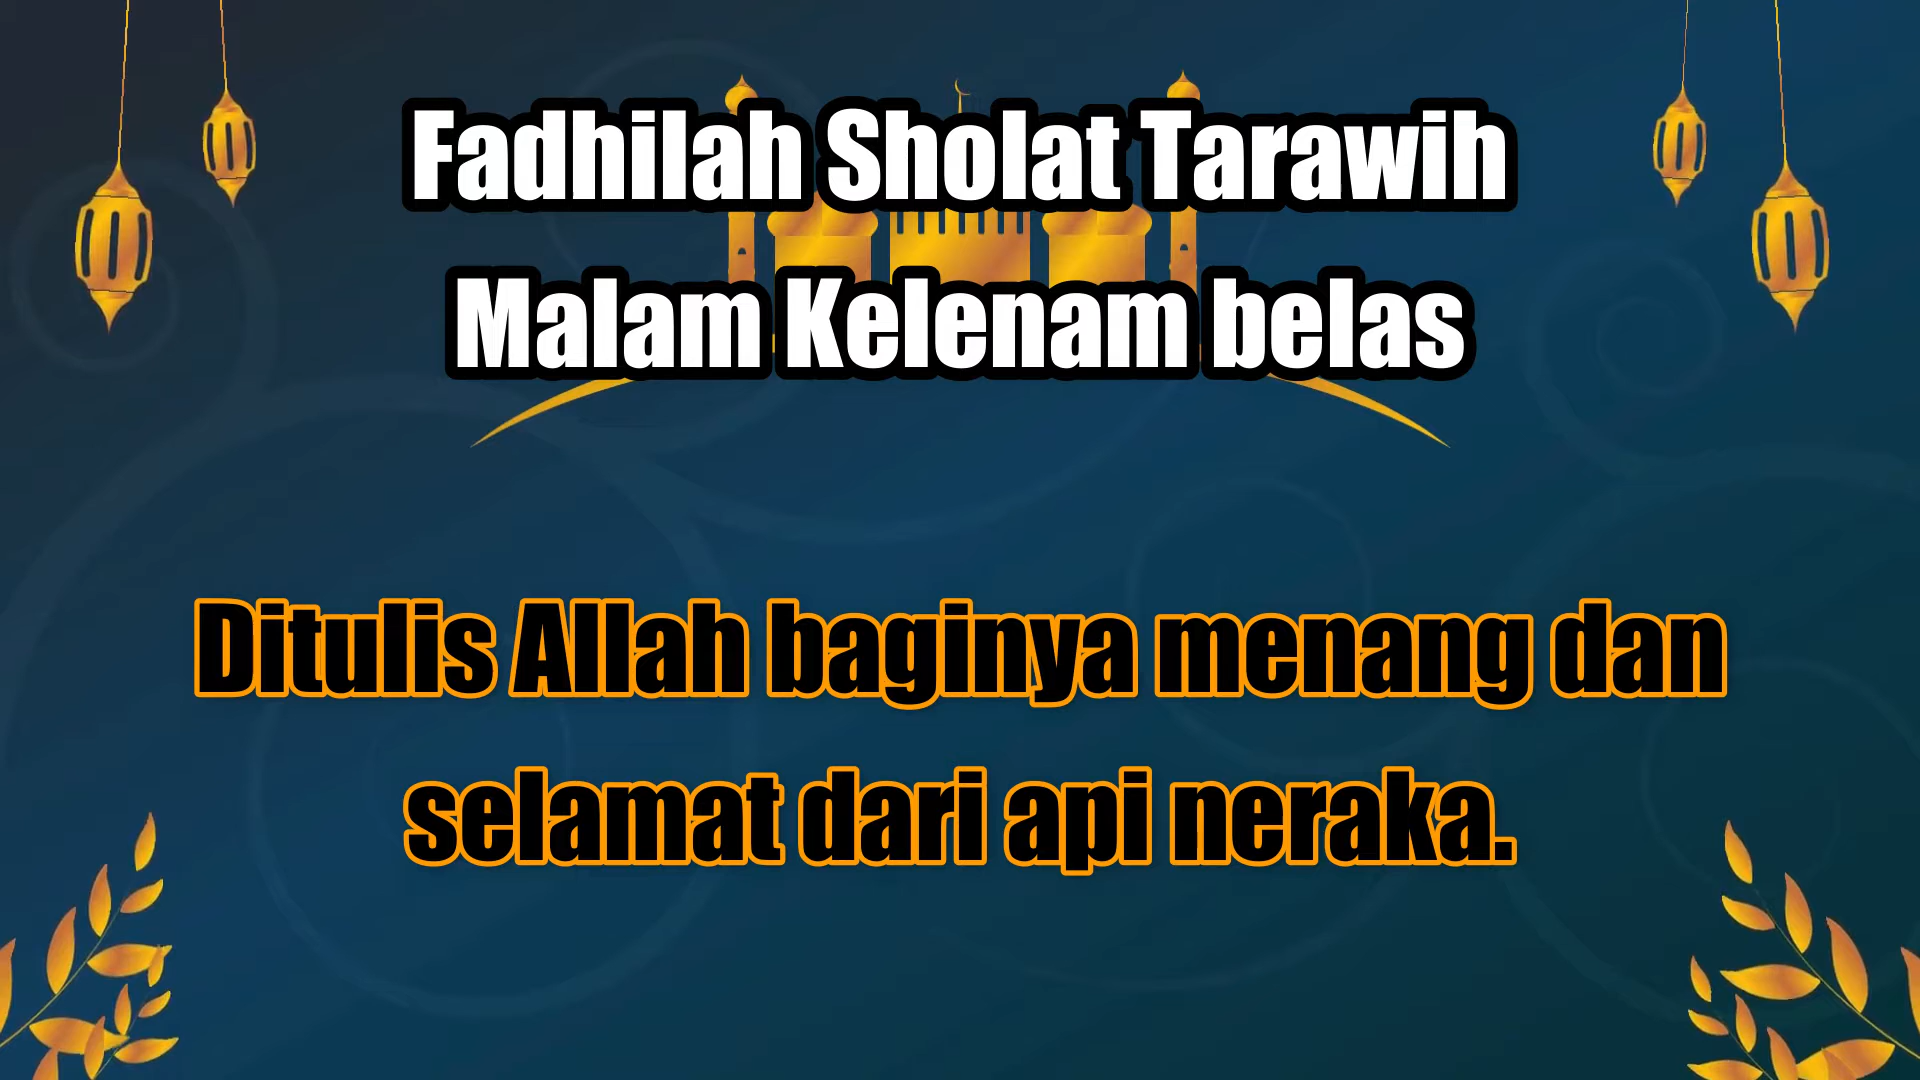 Fadhilah Sholat Tarawih
Malam Kelenam belas
Ditulis Allah baginya menang dan
selamat dari api neraka.